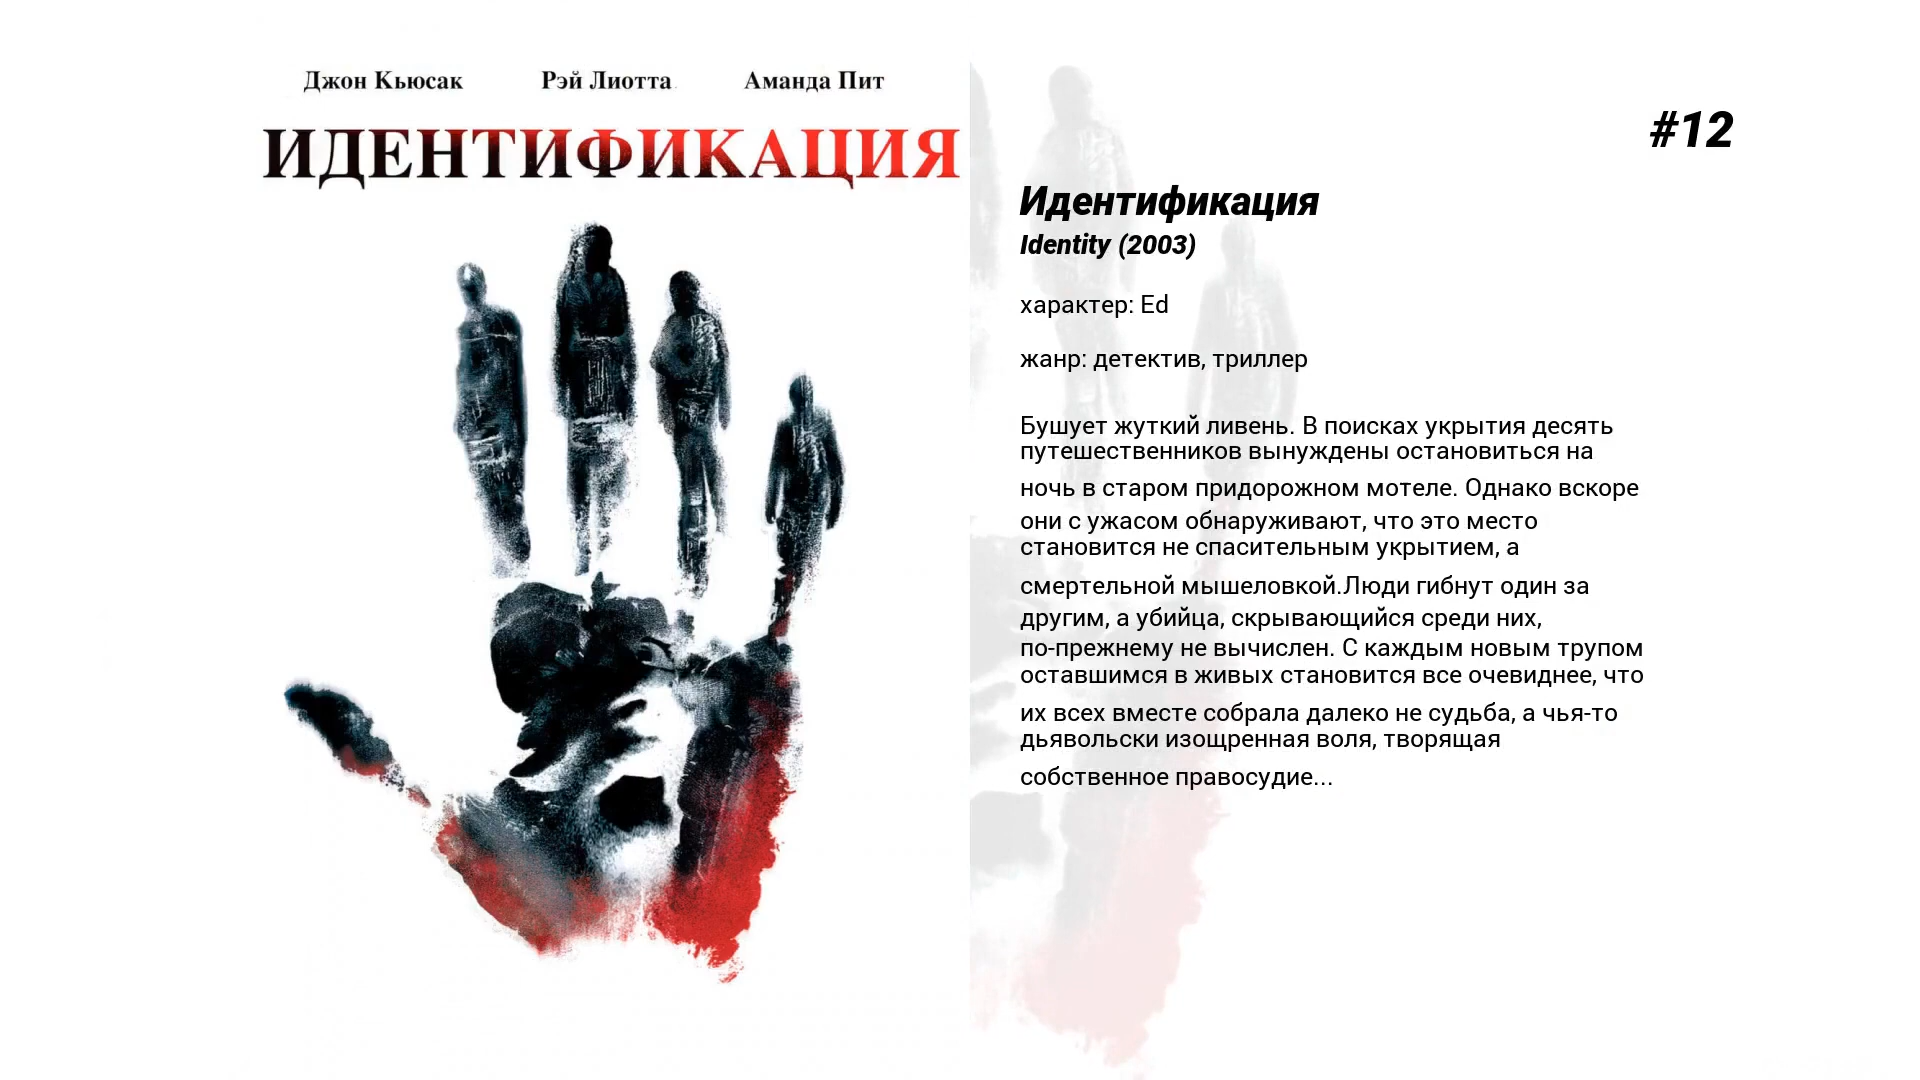 Джон Кьюсак Рэй Лиотта Аманда Пит
ИДЕНТИФИКАЦИЯ
#12
Идентификация
Identity (2003)
характер: Ed
жанр: детектив, триллер
Бушует жуткий ливень. В поисках укрытия десять
путешественников вынуждены остановиться на
ночь в старом придорожном мотеле. Однако вскоре
они с ужасом обнаруживают, что это место
становится не спасительным укрытием, а
смертельной мышеловкой.Люди гибнут один за
другим, а убийца, скрывающийся среди них,
по-прежнему не вычислен. С каждым новым трупом
оставшимся в живых становится все очевиднее, что
их всех вместе собрала далеко не судьба, а чья-то
дьявольски изощренная воля, творящая
собственное правосудие...